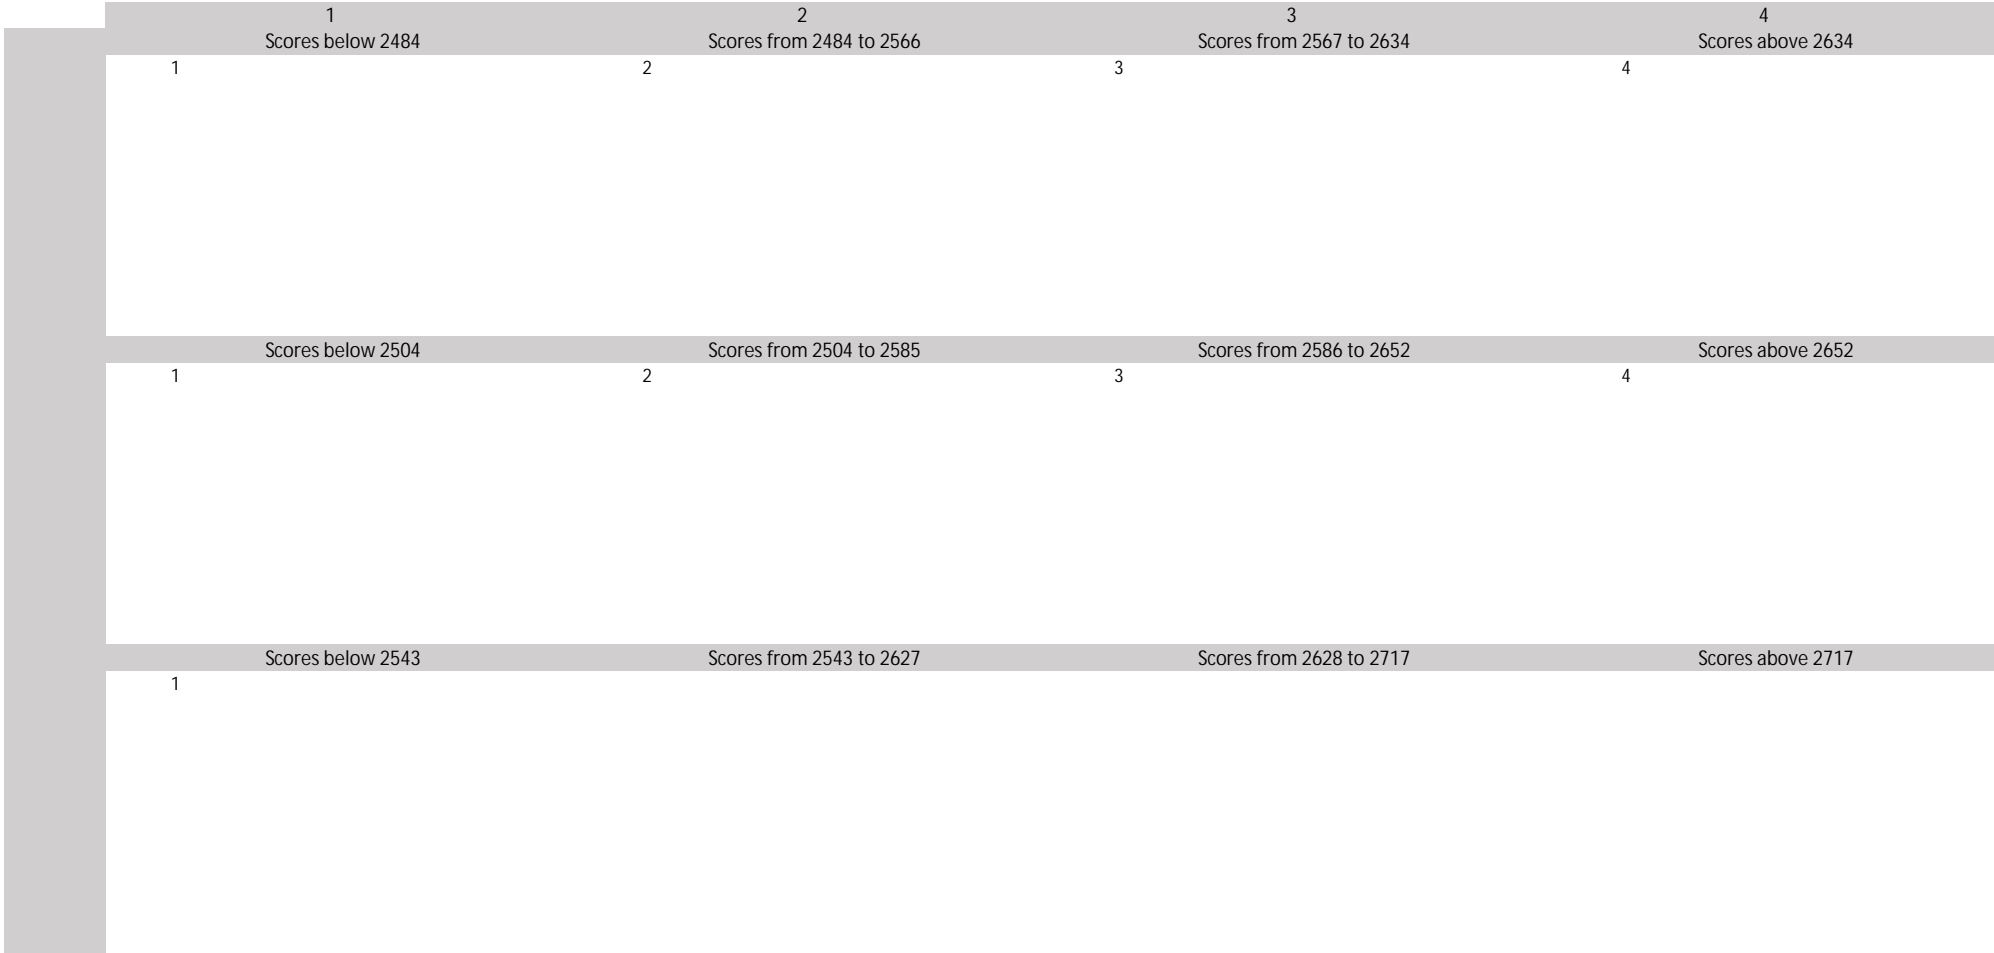 1 2 3 4
Scores below 2484 Scores from 2484 to 2566 Scores from 2567 to 2634 Scores above 2634
1 2 3 4
Scores below 2504 Scores from 2504 to 2585 Scores from 2586 to 2652 Scores above 2652
1 2 3 4
Scores below 2543 Scores from 2543 to 2627 Scores from 2628 to 2717 Scores above 2717
1